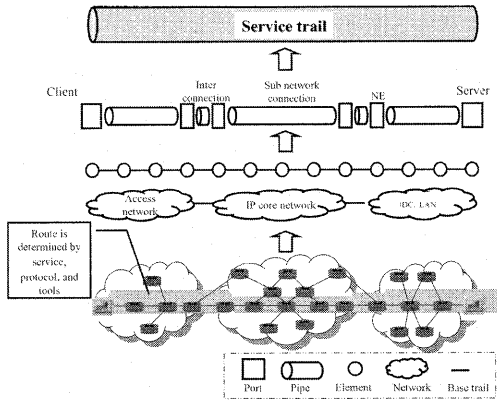 Service trail
Client
Inter
connection
Sub network
connection
NE
Server
Access
network
IP core network
IDC, LAN
Route is
determined by
service,
protocol, and
tools
Port
Pipe
Element
Network
Base trail